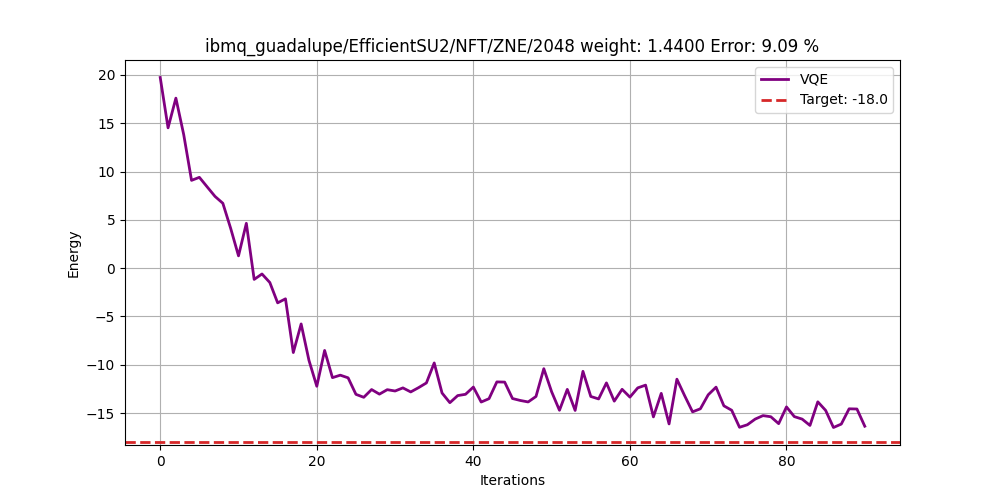 ibmq_guadalupe/EfficientSU2/NFT/ZNE/2048 weight: 1.4400 Error: 9.09 %
VQE
Target: -18.0
20
15
10
5
0
−5
−10
−15
Energy
0 20 40 60 80
Iterations